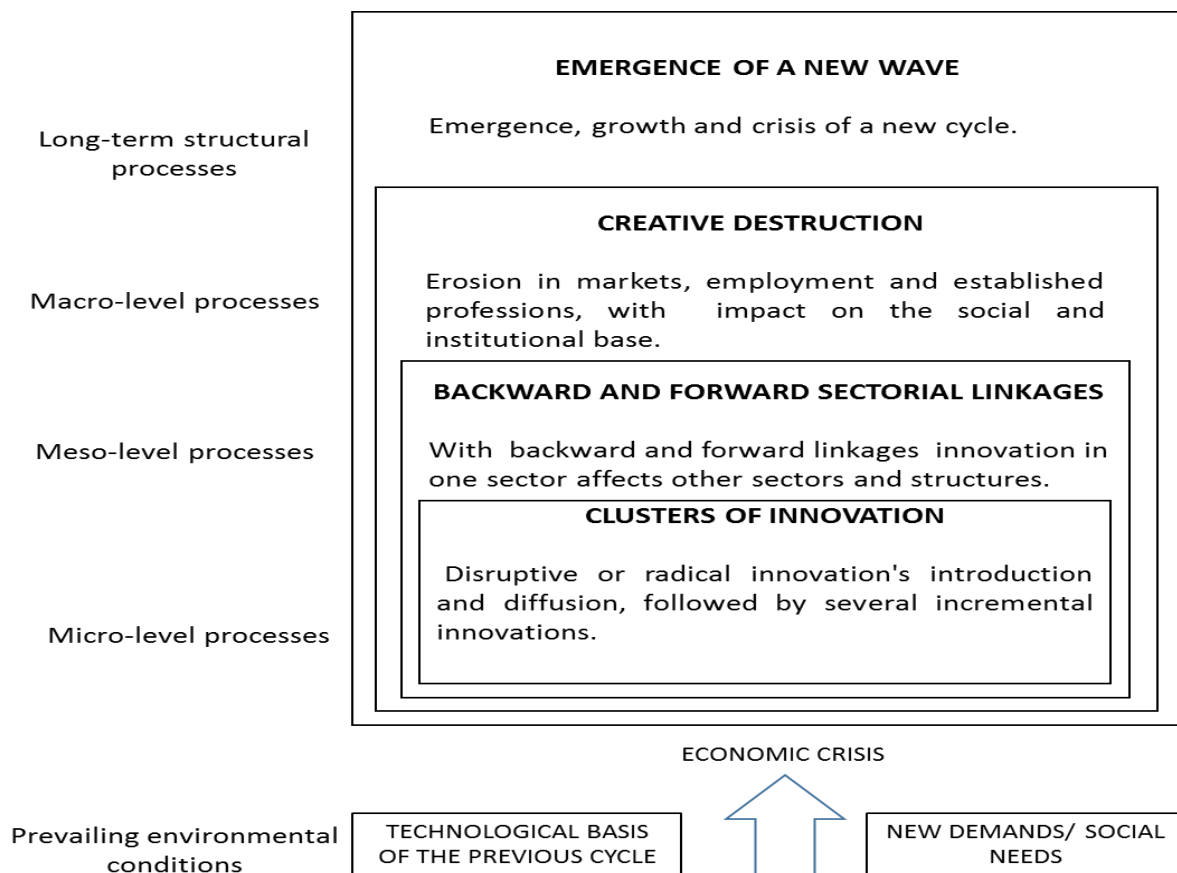 EMERGENCE OF A NEW WAVE
Emergence, growth and crisis of a new cycle.
Long-term structural
processes
CREATIVE DESTRUCTION
Macro-level processes
Erosion in markets, employment and established
professions, with impact on the social and
institutional base.
BACKWARD AND FORWARD SECTORIAL LINKAGES
Meso-level processes
With backward and forward linkages innovation in
one sector affects other sectors and structures.
CLUSTERS OF INNOVATION
Disruptive or radical innovation's introduction
and diffusion, followed by several incremental
innovations.
Micro-level processes
ECONOMIC CRISIS
Prevailing environmental
conditions
TECHNOLOGICAL BASIS
OF THE PREVIOUS CYCLE
NEW DEMANDS/ SOCIAL
NEEDS